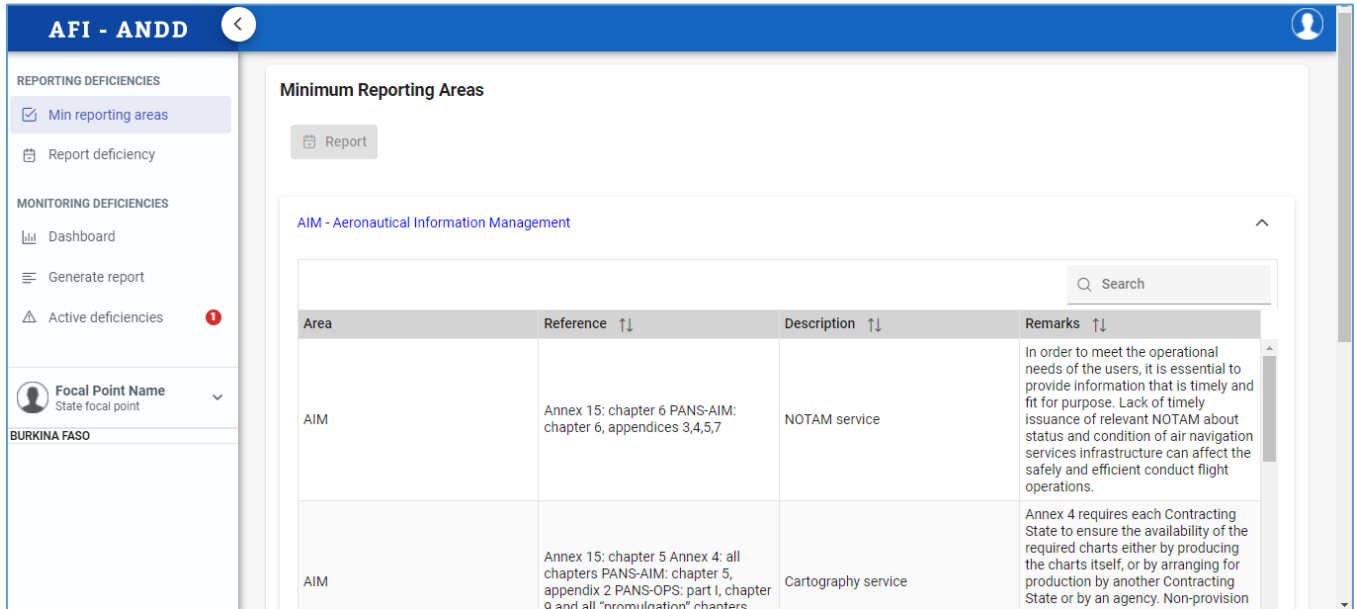 AFI - ANDD
REPORTING DEFICIENCIES
Min reporting areas
Report deficiency
MONITORING DEFICIENCIES
Dashboard
Generate report
Active deficiencies 1
Focal Point Name
State focal point
BURKINA FASO
Minimum Reporting Areas
Report
AIM - Aeronautical Information Management
Search
Area Reference Description Remarks
AIM
Annex 15: chapter 6 PANS-AIM:
chapter 6, appendices 3,4,5,7
NOTAM service
In order to meet the operational
needs of the users, it is essential to
provide information that is timely and
fit for purpose. Lack of timely
issuance of relevant NOTAM about
status and condition of air navigation
services infrastructure can affect the
safely and efficient conduct flight
operations.
AIM
Annex 15: chapter 5 Annex 4: all
chapters PANS-AIM: chapter 5,
appendix 2 PANS-OPS: part I, chapter
9 and all "promulgation" chapters
Cartography service
Annex 4 requires each Contracting
State to ensure the availability of the
required charts either by producing
the charts itself, or by arranging for
production by another Contracting
State or by an agency. Non-provision